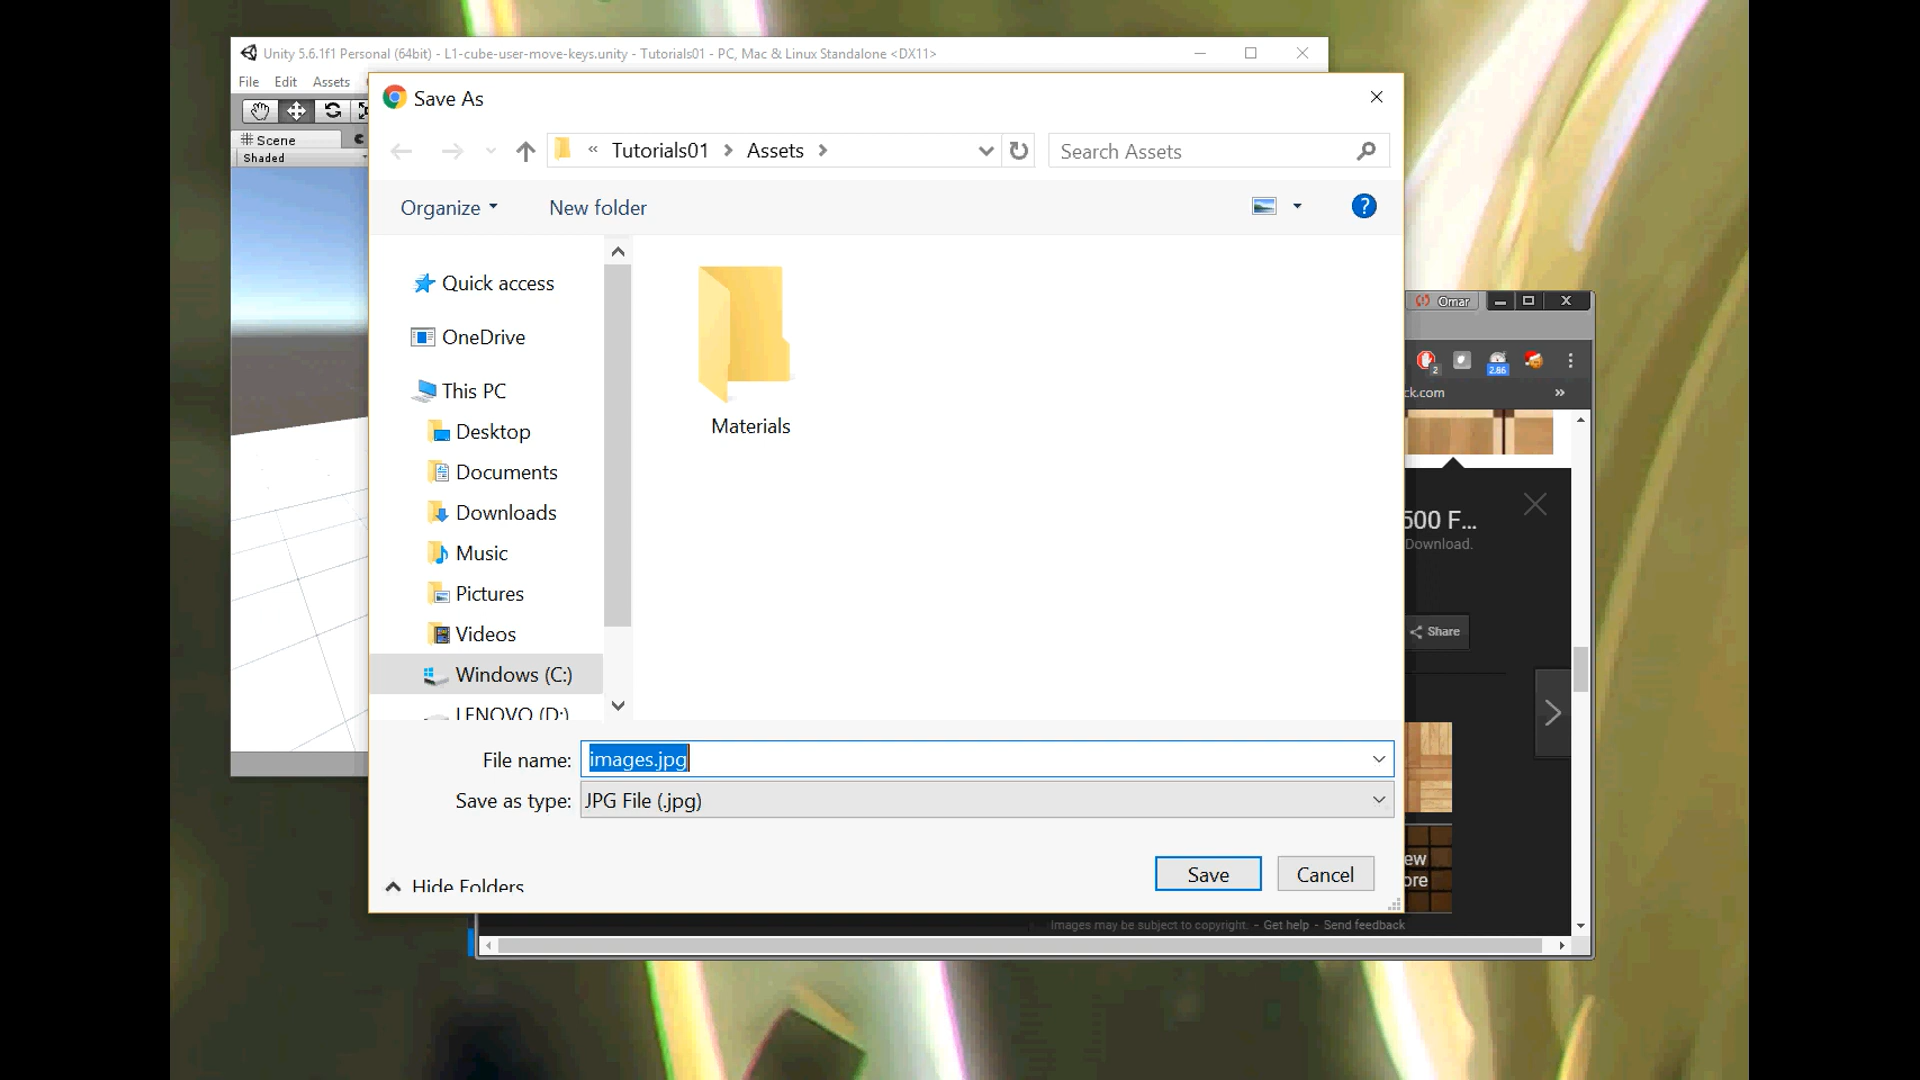 Unity 5.6.1f1 Personal (64bit) - L1-cube-user-move-keys.unity - Tutorials01 - PC, Mac & Linux Standalone <DX11>
File Edit Assets
Scene
Shaded
Save As
« Tutorials01 > Assets >
Search Assets
Organize
New folder
?
Quick access
OneDrive
This PC
Desktop
Documents
Downloads
Music
Pictures
Videos
Windows (C:)
LENOVO (D:)
Materials
File name: images.jpg
Save as type: JPG File (.jpg)
Hide Folders
Save
Cancel
Omar
2
2.86
ck.com
»
500 F...
Download.
Share
ew
ore
Images may be subject to copyright. - Get help - Send feedback